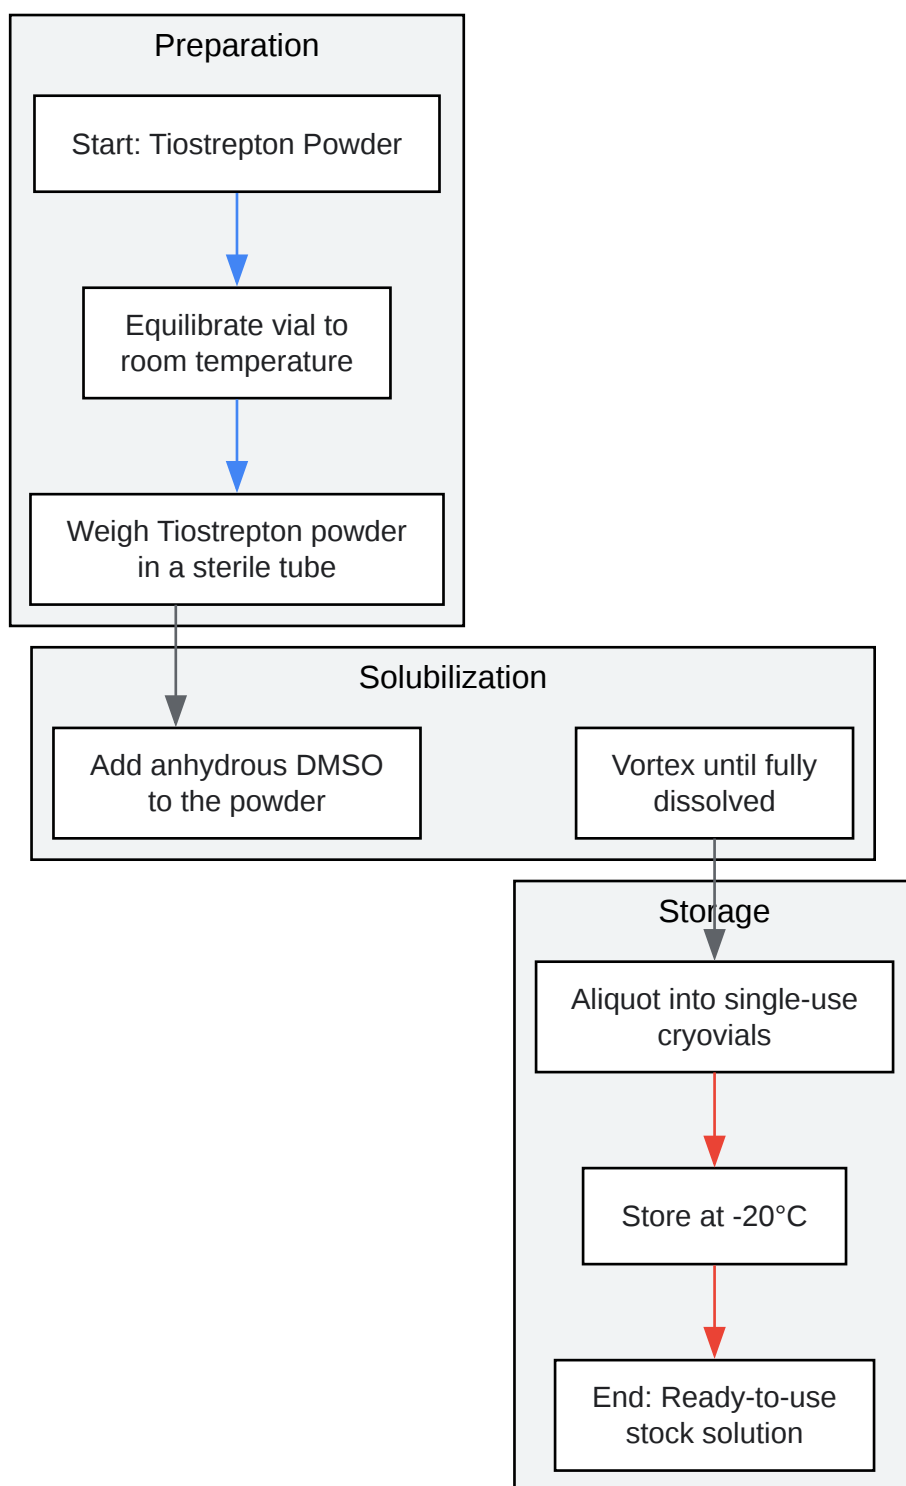 Preparation
Start: Tiostrepton Powder
Equilibrate vial to
room temperature
Weigh Tiostrepton powder
in a sterile tube
Solubilization
Add anhydrous DMSO
to the powder
Vortex until fully
dissolved
Storage
Aliquot into single-use
cryovials
Store at -20°C
End: Ready-to-use
stock solution